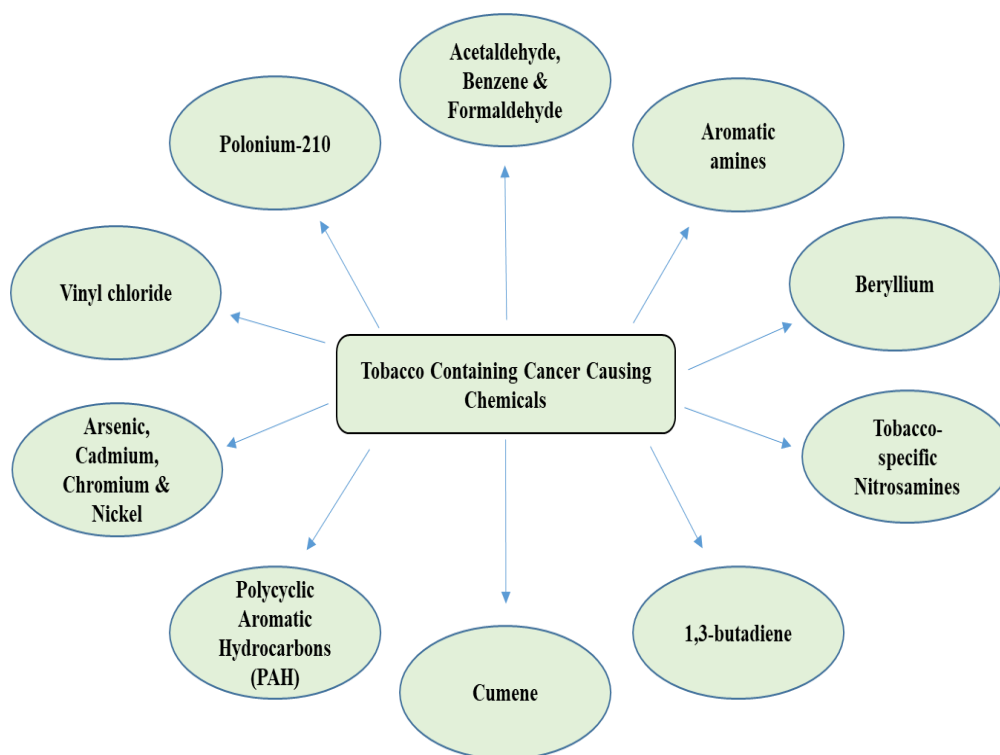 Acetaldehyde,
Benzene &
Formaldehyde
Polonium-210
Aromatic
amines
Vinyl chloride
Beryllium
Tobacco Containing Cancer Causing
Chemicals
Arsenic,
Cadmium,
Chromium &
Nickel
Tobacco-
specific
Nitrosamines
Polycyclic
Aromatic
Hydrocarbons
(PAH)
1,3-butadiene
Cumene